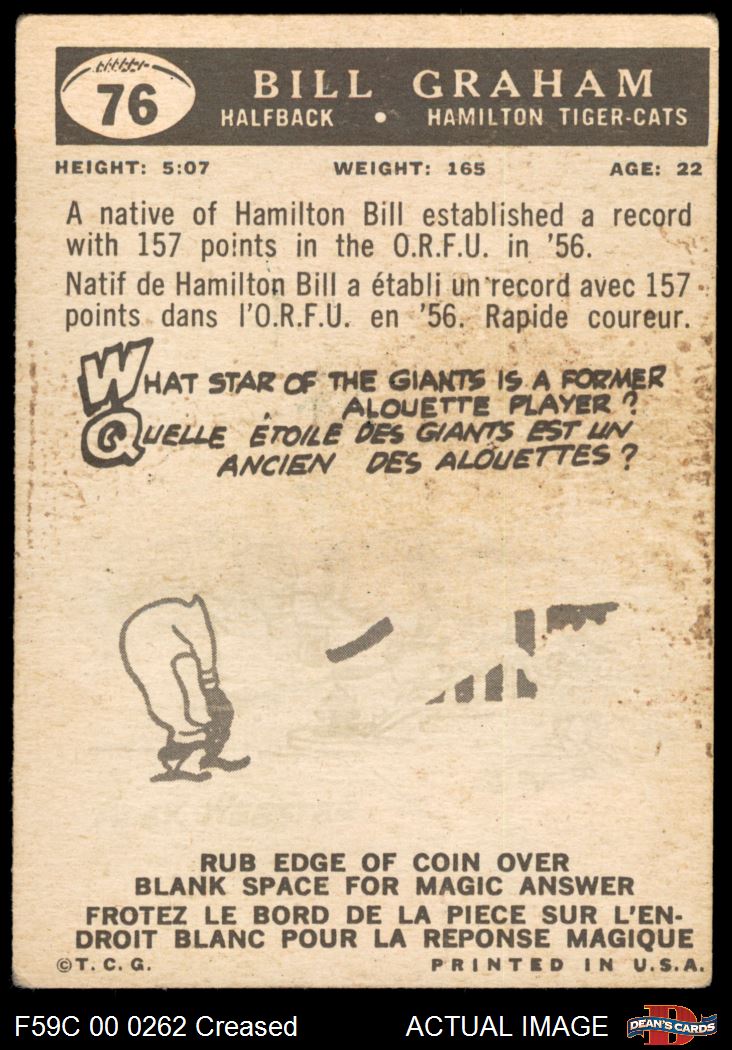 76
BILL GRAHAM
HALFBACK • HAMILTON TIGER-CATS
HEIGHT: 5:07 WEIGHT: 165 AGE: 22
A native of Hamilton Bill established a record
with 157 points in the O.R.F.U. in '56.
Natif de Hamilton Bill a établi un record avec 157
points dans l'O.R.F.U. en '56. Rapide coureur.
WHAT STAR OF THE GIANTS IS A FORMER
ALOUETTE PLAYER?
QUELLE ÉTOILE DES GIANTS EST UN
ANCIEN DES ALOUETTES?
RUB EDGE OF COIN OVER
BLANK SPACE FOR MAGIC ANSWER
FROTEZ LE BORD DE LA PIECE SUR L'EN-
DROIT BLANC POUR LA REPONSE MAGIQUE
©T.C.G. PRINTED IN U.S.A.
F59C 00 0262 Creased ACTUAL IMAGE
DEAN'S CARDS